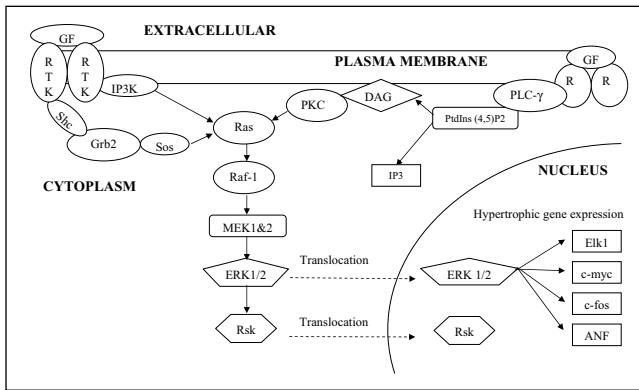 EXTRACELLULAR
GF
PLASMA MEMBRANE
GF
R
T
K
R
T
K
IP3K
R
R
PLC-γ
DAG
PKC
PtdIns (4,5)P2
Shc
Grb2
Sos
Ras
IP3
CYTOPLASM
NUCLEUS
Raf-1
Hypertrophic gene expression
MEK1&2
Elk1
Translocation
ERK1/2
ERK 1/2
c-myc
c-fos
Translocation
Rsk
Rsk
ANF